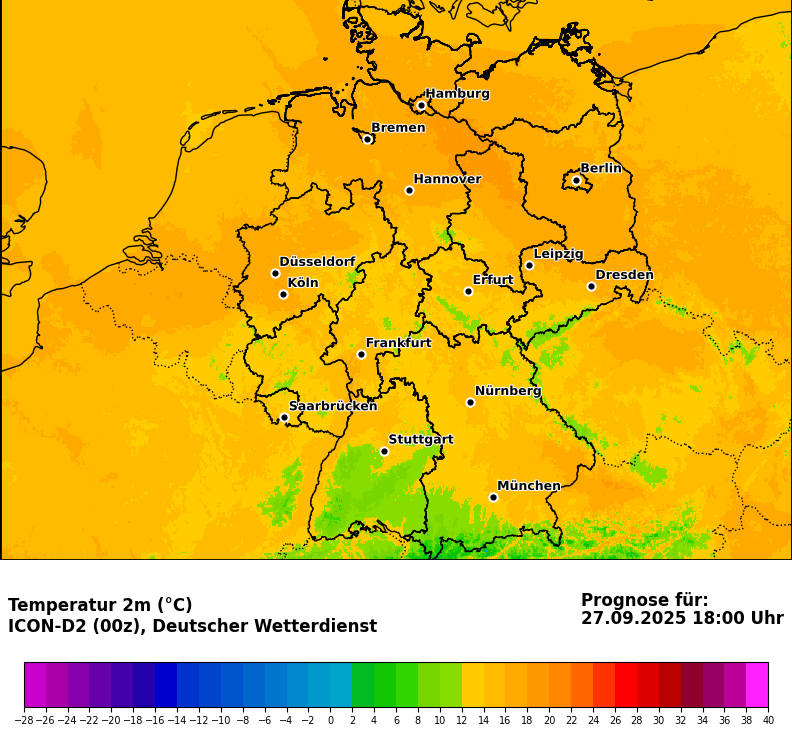 Hamburg
Bremen
Berlin
Hannover
Leipzig
Düsseldorf
Dresden
Köln
Erfurt
Frankfurt
Nürnberg
Saarbrücken
Stuttgart
München
Temperatur 2m (°C)
ICON-D2 (00z), Deutscher Wetterdienst
Prognose für:
27.09.2025 18:00 Uhr
−28 −26 −24 −22 −20 −18 −16 −14 −12 −10 −8 −6 −4 −2 0 2 4 6 8 10 12 14 16 18 20 22 24 26 28 30 32 34 36 38 40